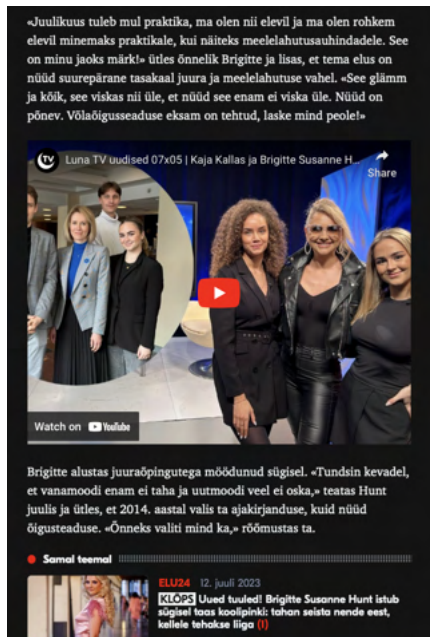 «Juulikuus tuleb mul praktika, ma olen nii elevil ja ma olen rohkem
elevil minemaks praktikale, kui näiteks meelelahutusauhindadele. See
on minu jaoks märk!» ütles õnnelik Brigitte ja lisas, et tema elus on
nüüd suurepärane tasakaal juura ja meelelahutuse vahel. «See glämm
ja kõik, see viskas nii üle, et nüüd see enam ei viska üle. Nüüd on
põnev. Võlaõigusseaduse eksam on tehtud, laske mind peole!»
TV
Luna TV uudised 07x05 | Kaja Kallas ja Brigitte Susanne H...
Share
Watch on YouTube
Brigitte alustas juuraõpingutega möödunud sügisel. «Tundsin kevadel,
et vanamoodi enam ei taha ja uutmoodi veel ei oska,» teatas Hunt
juulis ja ütles, et 2014. aastal valis ta ajakirjanduse, kuid nüüd
õigusteaduse. «Õnneks valiti mind ka,» rõõmustas ta.
Samal teemal
ELU24 12. juuli 2023
KLÕPS Uued tuuled! Brigitte Susanne Hunt istub
sügisel taas koolipinki: tahan seista nende eest,
kellele tehakse liiga (1)